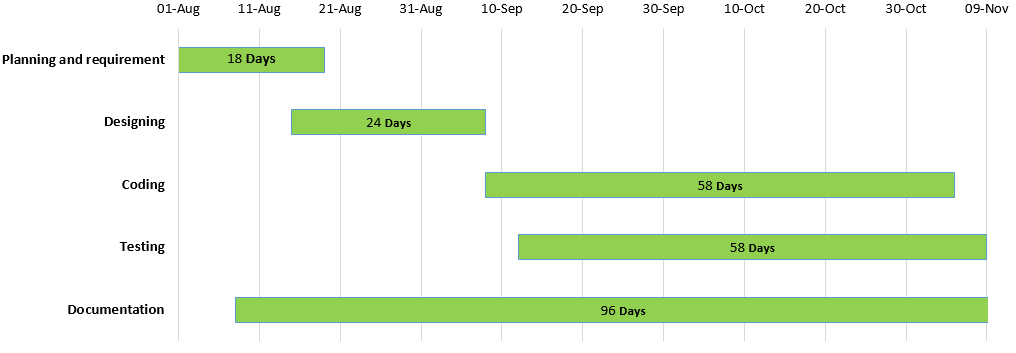 01-Aug 11-Aug 21-Aug 31-Aug 10-Sep 20-Sep 30-Sep 10-Oct 20-Oct 30-Oct 09-Nov
Planning and requirement 18 Days
Designing 24 Days
Coding 58 Days
Testing 58 Days
Documentation 96 Days